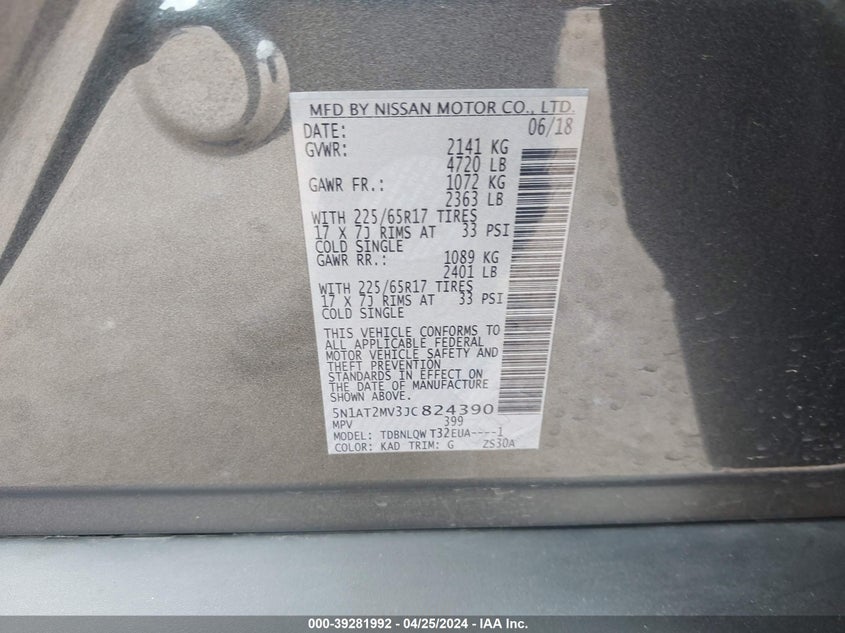 MFD BY NISSAN MOTOR CO., LTD.
DATE: 06/18
GVWR: 2141 KG
4720 LB
GAWR FR.: 1072 KG
2363 LB
WITH 225/65R17 TIRES
17 X 7J RIMS AT 33 PSI
COLD SINGLE
GAWR RR.: 1089 KG
2401 LB
WITH 225/65R17 TIRES
17 X 7J RIMS AT 33 PSI
COLD SINGLE
THIS VEHICLE CONFORMS TO
ALL APPLICABLE FEDERAL
MOTOR VEHICLE SAFETY AND
THEFT PREVENTION
STANDARDS IN EFFECT ON
THE DATE OF MANUFACTURE
SHOWN ABOVE.
5N1AT2MV3JC824390
MPV 399
MODEL: TDBNLQW T32EUA----1
COLOR: KAD TRIM: G ZS30A
000-39281992 - 04/25/2024 - IAA Inc.